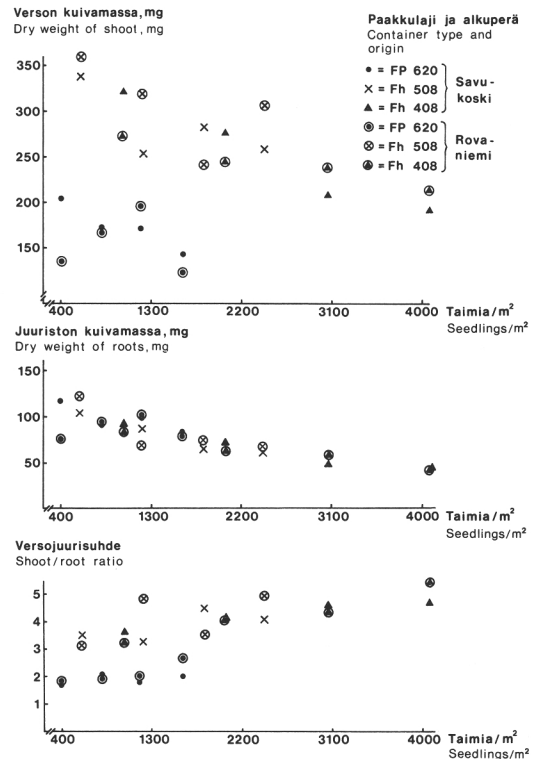 Verson kuivamassa, mg
Dry weight of shoot, mg
Paakkulaji ja alkuperä
Container type and
origin
• = FP 620
× = Fh 508
▲ = Fh 408
Savu-
koski
= FP 620
= Fh 508
= Fh 408
Rova-
niemi
350
300
250
200
150
400 1300 2200 3100 4000 Taimia/m²
Seedlings/m²
Juuriston kuivamassa, mg
Dry weight of roots, mg
150
100
50
400 1300 2200 3100 4000 Taimia/m²
Seedlings/m²
Versojuurisuhde
Shoot/root ratio
5
4
3
2
1
400 1300 2200 3100 4000 Taimia/m²
Seedlings/m²